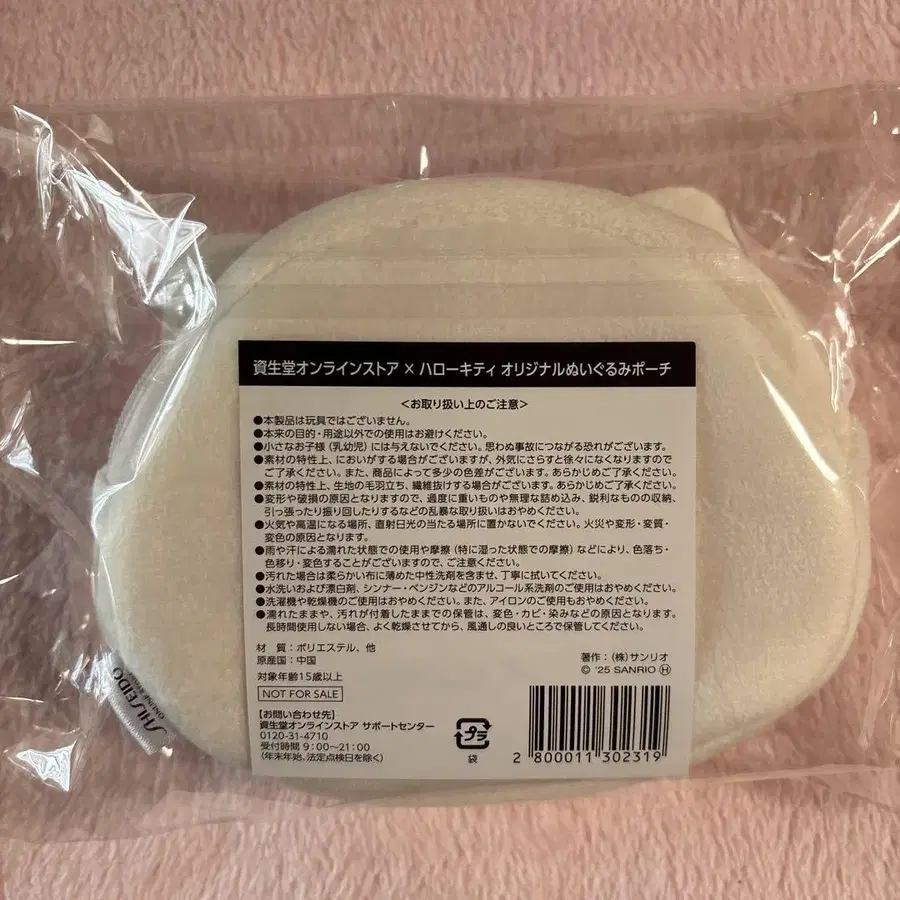 資生堂オンラインストア × ハローキティ オリジナルぬいぐるみポーチ
＜お取り扱い上のご注意＞
●本製品は玩具ではございません。
●本来の目的・用途以外での使用はお避けください。
●小さなお子様（乳幼児）には与えないでください。思わぬ事故につながる恐れがございます。
●素材の特性上、においがする場合がございますが、外気にさらすと徐々になくなりますので
ご了承ください。また、商品によって多少の色差がございます。あらかじめご了承ください。
●素材の特性上、生地の毛羽立ち、繊維抜けする場合がございます。あらかじめご了承ください。
●変形や破損の原因となりますので、過度に重いものや無理な詰め込み、鋭利なものの収納、
引っ張ったり振り回したりするなどの乱暴な取り扱いはおやめください。
●火気や高温になる場所、直射日光の当たる場所に置かないでください。火災や変形・変質・
変色の原因となります。
●雨や汗による濡れた状態での使用や摩擦（特に湿った状態での摩擦）などにより、色落ち・
色移り・変色することがございますので、ご注意ください。
●汚れた場合は柔らかい布に薄めた中性洗剤を含ませ、丁寧に拭いてください。
●水洗いおよび漂白剤、シンナー・ベンジンなどのアルコール系洗剤のご使用はおやめください。
●洗濯機や乾燥機のご使用はおやめください。また、アイロンのご使用もおやめください。
●濡れたままや、汚れが付着したままでの保管は、変色・カビ・染みなどの原因となります。
長時間使用しない場合、よく乾燥させてから、風通しの良いところで保管してください。
材 質：ポリエステル、他
原産国：中国
対象年齢15歳以上
NOT FOR SALE
著作：（株）サンリオ
© '25 SANRIO Ⓗ
【お問い合わせ先】
資生堂オンラインストア サポートセンター
0120-31-4710
受付時間 9：00～21：00
（年末年始、法定点検日を除く）
プラ
袋
2 800011 302319
SHISEIDO
ONLINE STORE